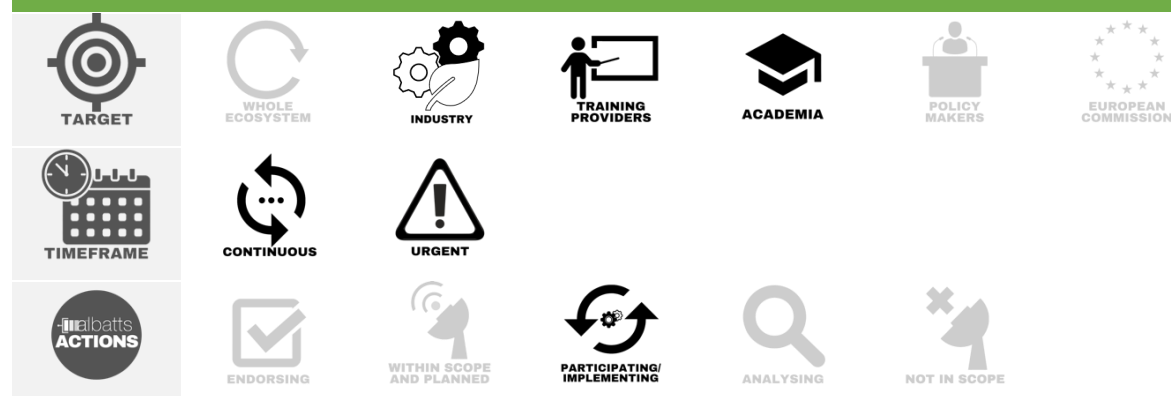 TARGET
WHOLE
ECOSYSTEM
INDUSTRY
TRAINING
PROVIDERS
ACADEMIA
POLICY
MAKERS
EUROPEAN
COMMISSION
TIMEFRAME
CONTINUOUS
URGENT
albatts
ACTIONS
ENDORSING
WITHIN SCOPE
AND PLANNED
PARTICIPATING/
IMPLEMENTING
ANALYSING
NOT IN SCOPE